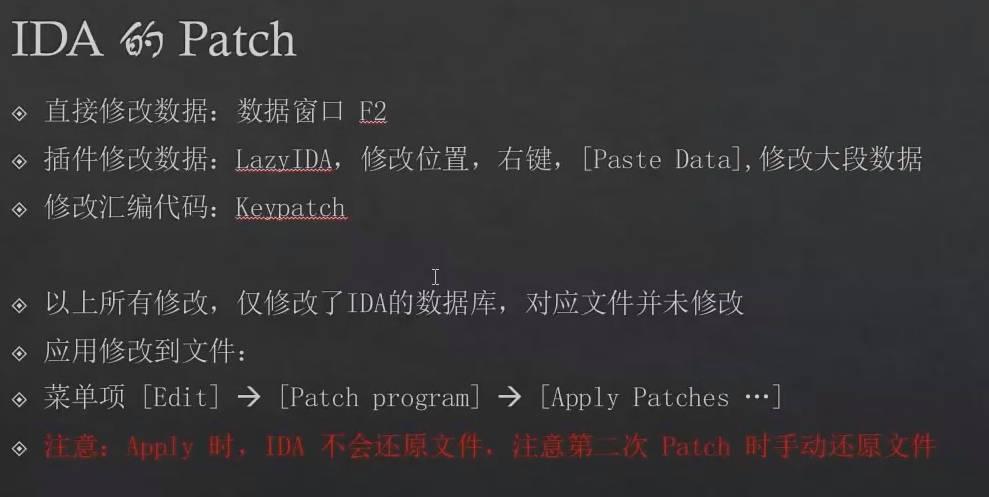 IDA 的 Patch
直接修改数据：数据窗口 F2
插件修改数据：LazyIDA，修改位置，右键，[Paste Data],修改大段数据
修改汇编代码：Keypatch
以上所有修改，仅修改了IDA的数据库，对应文件并未修改
应用修改到文件：
菜单项 [Edit] → [Patch program] → [Apply Patches …]
注意：Apply 时，IDA 不会还原文件，注意第二次 Patch 时手动还原文件